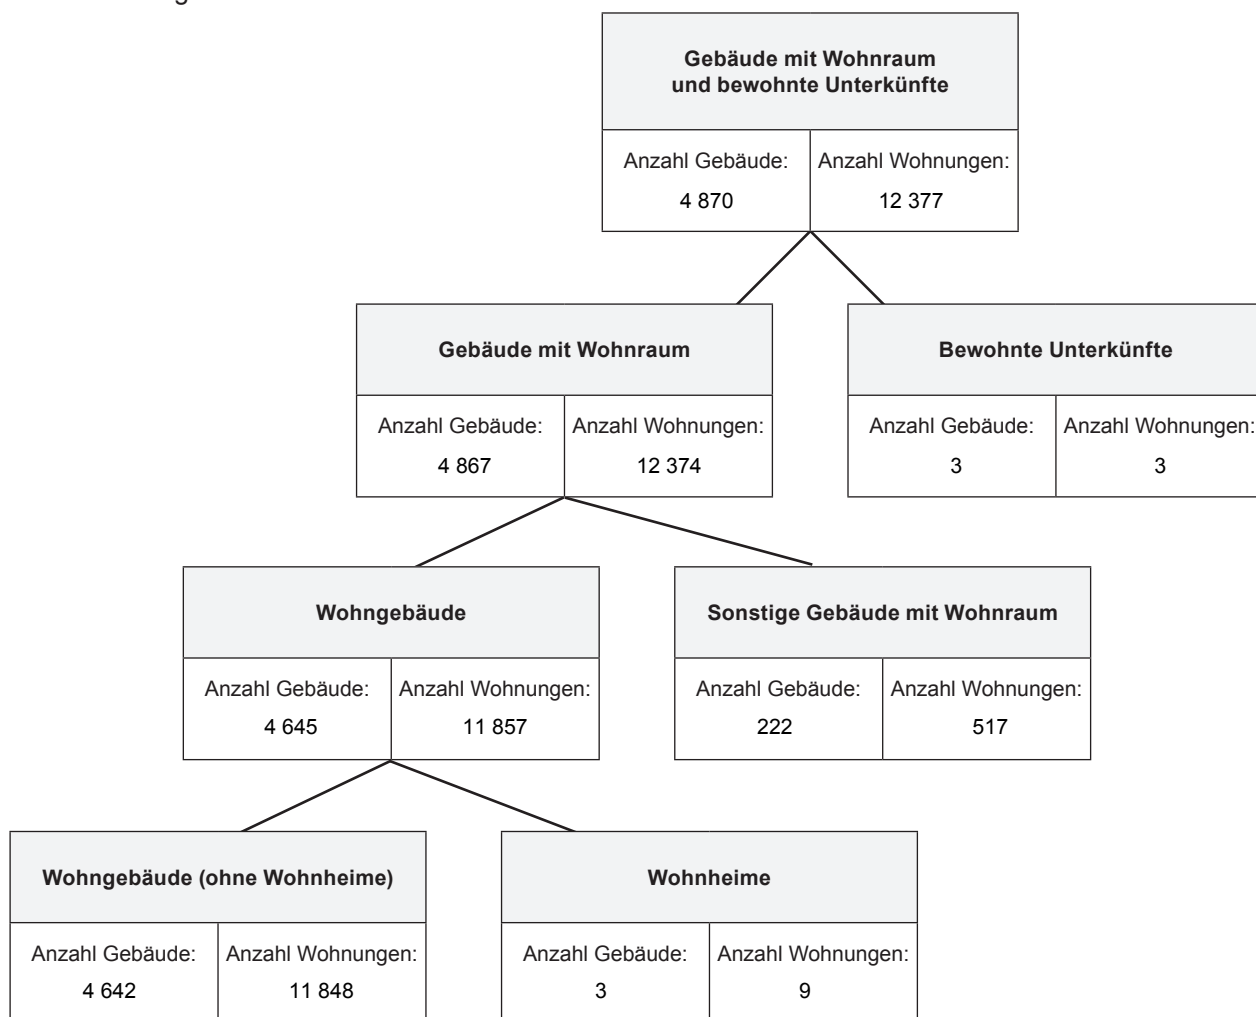 Gebäude mit Wohnraum
und bewohnte Unterkünfte
Anzahl Gebäude: Anzahl Wohnungen:
4 870 12 377
Gebäude mit Wohnraum Bewohnte Unterkünfte
Anzahl Gebäude: Anzahl Wohnungen: Anzahl Gebäude: Anzahl Wohnungen:
4 867 12 374 3 3
Wohngebäude Sonstige Gebäude mit Wohnraum
Anzahl Gebäude: Anzahl Wohnungen: Anzahl Gebäude: Anzahl Wohnungen:
4 645 11 857 222 517
Wohngebäude (ohne Wohnheime) Wohnheime
Anzahl Gebäude: Anzahl Wohnungen: Anzahl Gebäude: Anzahl Wohnungen:
4 642 11 848 3 9